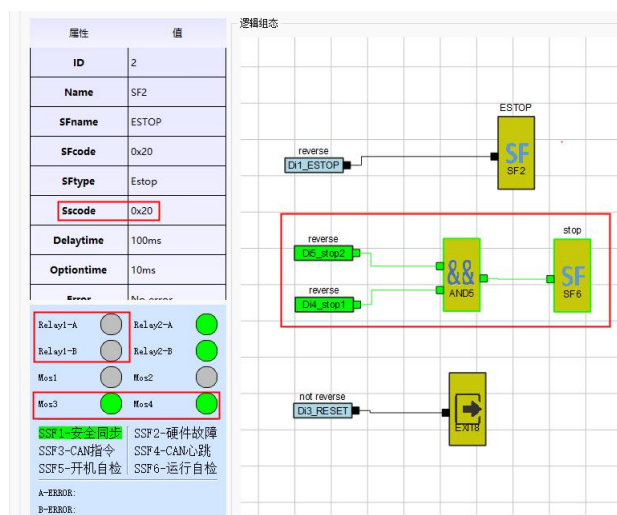 属性 值
ID 2
Name SF2
SFname ESTOP
SFcode 0x20
SFtype Estop
Sscode 0x20
Delaytime 100ms
Optiontime 10ms
Error No error
Relay1-A Relay2-A
Relay1-B Relay2-B
Mos1 Mos2
Mos3 Mos4
SSF1-安全同步 SSF2-硬件故障
SSF3-CAN指令 SSF4-CAN心跳
SSF5-开机自检 SSF6-运行自检
A-ERROR:
B-ERROR:
逻辑组态
ESTOP
reverse
Di1_ESTOP
SF
SF2
reverse
Di5_stop2
stop
&&
AND5
SF
SF6
reverse
Di4_stop1
not reverse
Di3_RESET
EXIT8